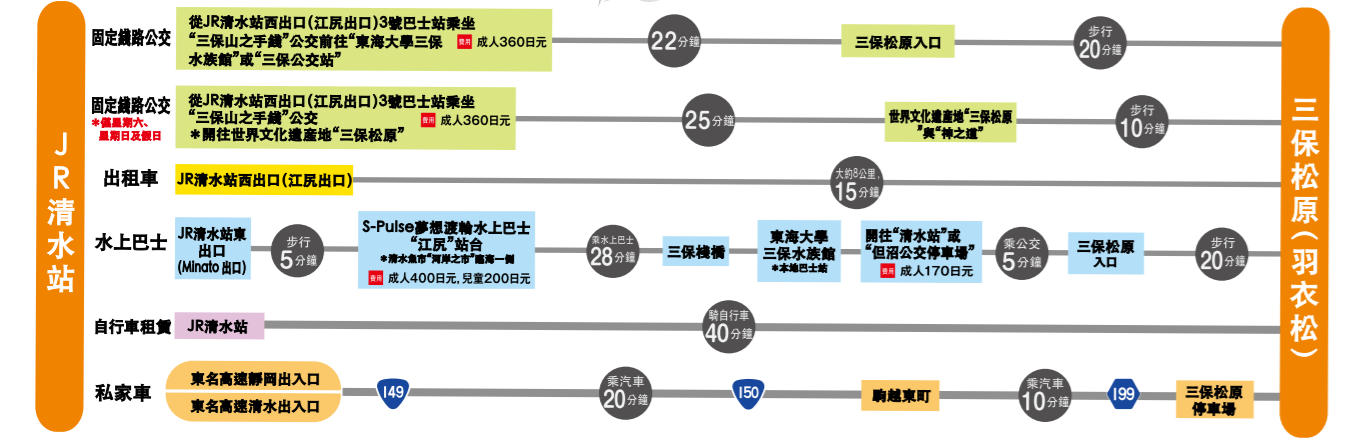 JR清水站
固定綫路公交
從JR清水站西出口(江尻出口)3號巴士站乘坐
“三保山之手綫”公交前往“東海大學三保
水族館”或“三保公交站”
費用 成人360日元
22分鐘
三保松原入口
步行
20分鐘
固定綫路公交
*僅星期六、
星期日及假日
從JR清水站西出口(江尻出口)3號巴士站乘坐
“三保山之手綫”公交
*開往世界文化遺産地“三保松原”
費用 成人360日元
25分鐘
世界文化遺産地“三保松原
”與“神之道”
步行
10分鐘
出租車
JR清水站西出口(江尻出口)
大約8公里,
15分鐘
水上巴士
JR清水站東
出口
(Minato 出口)
步行
5分鐘
S-Pulse夢想渡輪水上巴士
“江尻”站台
*清水魚市“河岸之市”臨海一側
費用 成人400日元,兒童200日元
乘水上巴士
28分鐘
三保棧橋
東海大學
三保水族館
*本地巴士站
開往“清水站”或
“但沼公交停車場”
費用 成人170日元
乘公交
5分鐘
三保松原
入口
步行
20分鐘
自行車租賃
JR清水站
騎自行車
40分鐘
私家車
東名高速靜岡出入口
東名高速清水出入口
149
乘汽車
20分鐘
150
駒越東町
乘汽車
10分鐘
199
三保松原
停車場
三保松原(羽衣松)